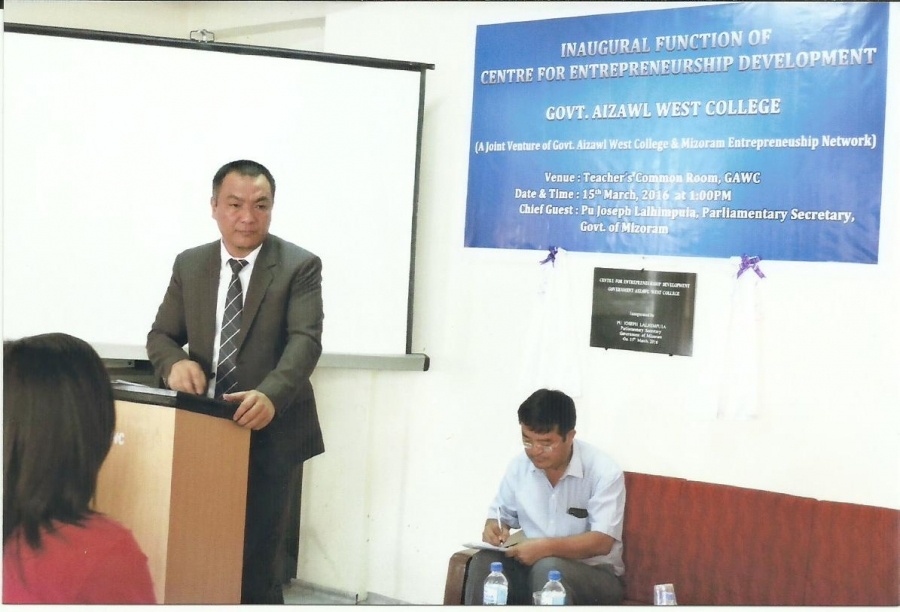 INAUGURAL FUNCTION OF
CENTRE FOR ENTREPRENEURSHIP DEVELOPMENT
GOVT. AIZAWL WEST COLLEGE
(A Joint Venture of Govt. Aizawl West College & Mizoram Entrepreneuship Network)
Venue : Teacher's Common Room, GAWC
Date & Time : 15th March, 2016 at 1:00PM
Chief Guest : Pu Joseph Lalhimpuia, Parliamentary Secretary,
Govt. of Mizoram
CENTRE FOR ENTREPRENEURSHIP DEVELOPMENT
GOVERNMENT AIZAWL WEST COLLEGE
Inaugurated by
PU JOSEPH LALHIMPUIA
Parliamentary Secretary
Government of Mizoram
On 15th March, 2016